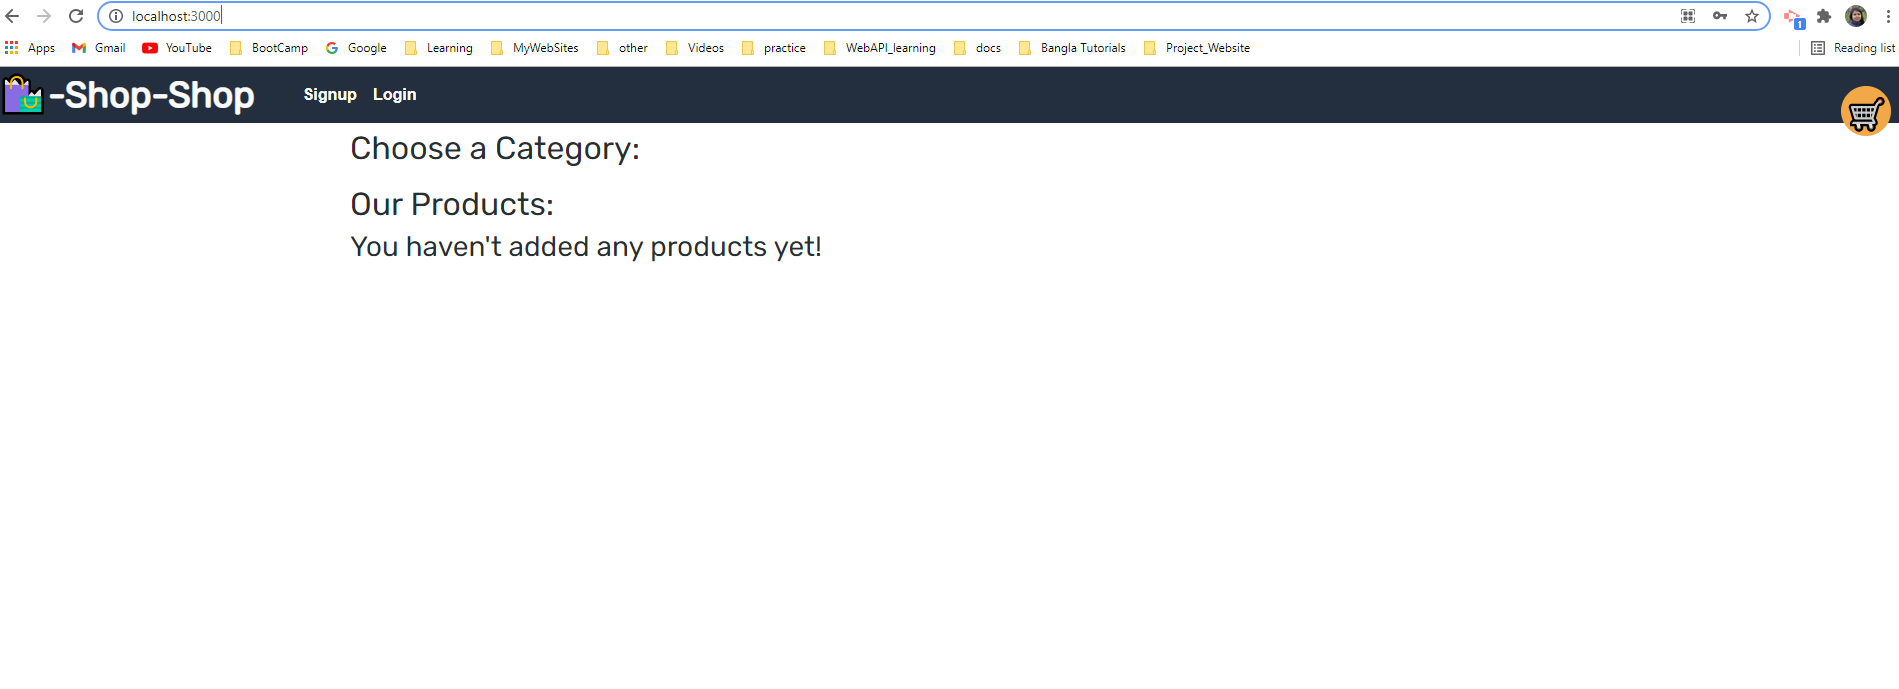 localhost:3000
Apps Gmail YouTube BootCamp Google Learning MyWebSites other Videos practice WebAPI_learning docs Bangla Tutorials Project_Website Reading list
1
-Shop-Shop Signup Login
Choose a Category:
Our Products:
You haven't added any products yet!